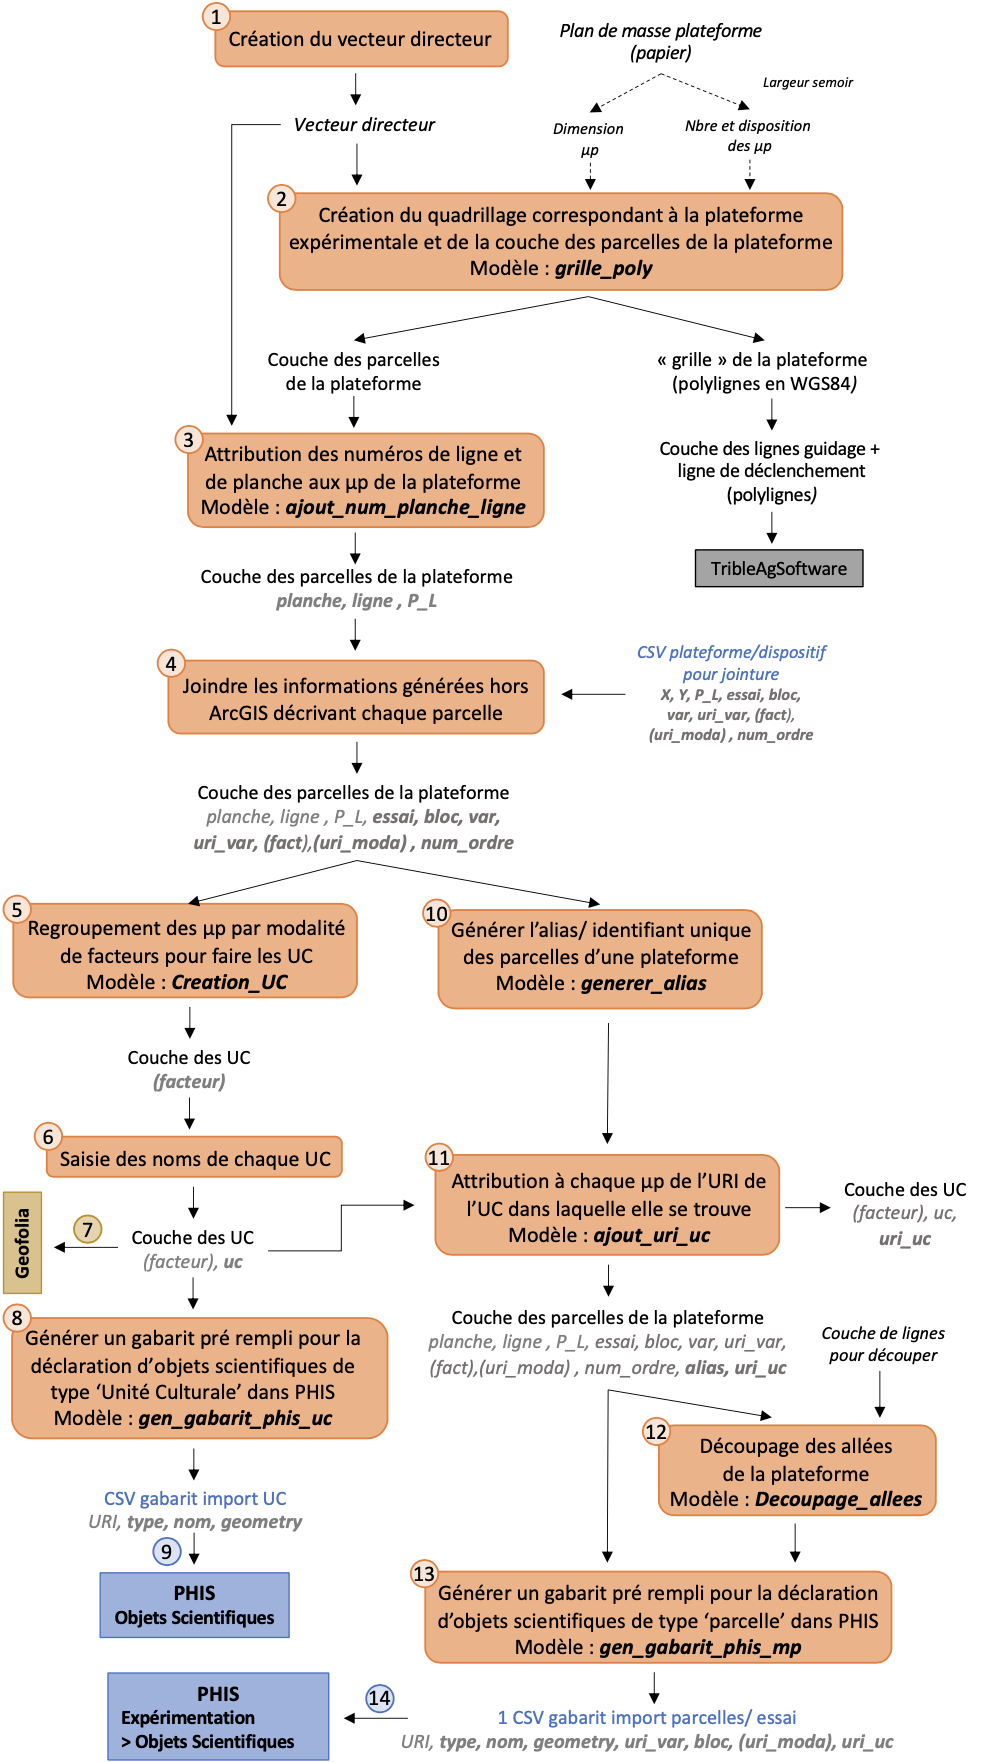 1
Création du vecteur directeur
Plan de masse plateforme
(papier)
Largeur semoir
Vecteur directeur
Dimension
µp
Nbre et disposition
des µp
2
Création du quadrillage correspondant à la plateforme
expérimentale et de la couche des parcelles de la plateforme
Modèle : grille_poly
Couche des parcelles
de la plateforme
« grille » de la plateforme
(polylignes en WGS84)
3
Attribution des numéros de ligne et
de planche aux µp de la plateforme
Modèle : ajout_num_planche_ligne
Couche des lignes guidage +
ligne de déclenchement
(polylignes)
TribleAgSoftware
Couche des parcelles de la plateforme
planche, ligne , P_L
4
Joindre les informations générées hors
ArcGIS décrivant chaque parcelle
CSV plateforme/dispositif
pour jointure
X, Y, P_L, essai, bloc,
var, uri_var, (fact),
(uri_moda) , num_ordre
Couche des parcelles de la plateforme
planche, ligne , P_L, essai, bloc, var,
uri_var, (fact),(uri_moda) , num_ordre
5
Regroupement des µp par modalité
de facteurs pour faire les UC
Modèle : Creation_UC
10
Générer l’alias/ identifiant unique
des parcelles d’une plateforme
Modèle : generer_alias
Couche des UC
(facteur)
6
Saisie des noms de chaque UC
11
Attribution à chaque µp de l’URI de
l’UC dans laquelle elle se trouve
Modèle : ajout_uri_uc
Couche des UC
(facteur), uc,
uri_uc
Geofolia
7
Couche des UC
(facteur), uc
8
Générer un gabarit pré rempli pour la
déclaration d’objets scientifiques de
type ‘Unité Culturale’ dans PHIS
Modèle : gen_gabarit_phis_uc
Couche des parcelles de la plateforme
planche, ligne , P_L, essai, bloc, var, uri_var,
(fact),(uri_moda) , num_ordre, alias, uri_uc
Couche de lignes
pour découper
12
Découpage des allées
de la plateforme
Modèle : Decoupage_allees
CSV gabarit import UC
URI, type, nom, geometry
9
PHIS
Objets Scientifiques
13
Générer un gabarit pré rempli pour la déclaration
d’objets scientifiques de type ‘parcelle’ dans PHIS
Modèle : gen_gabarit_phis_mp
14
PHIS
Expérimentation
> Objets Scientifiques
1 CSV gabarit import parcelles/ essai
URI, type, nom, geometry, uri_var, bloc, (uri_moda), uri_uc